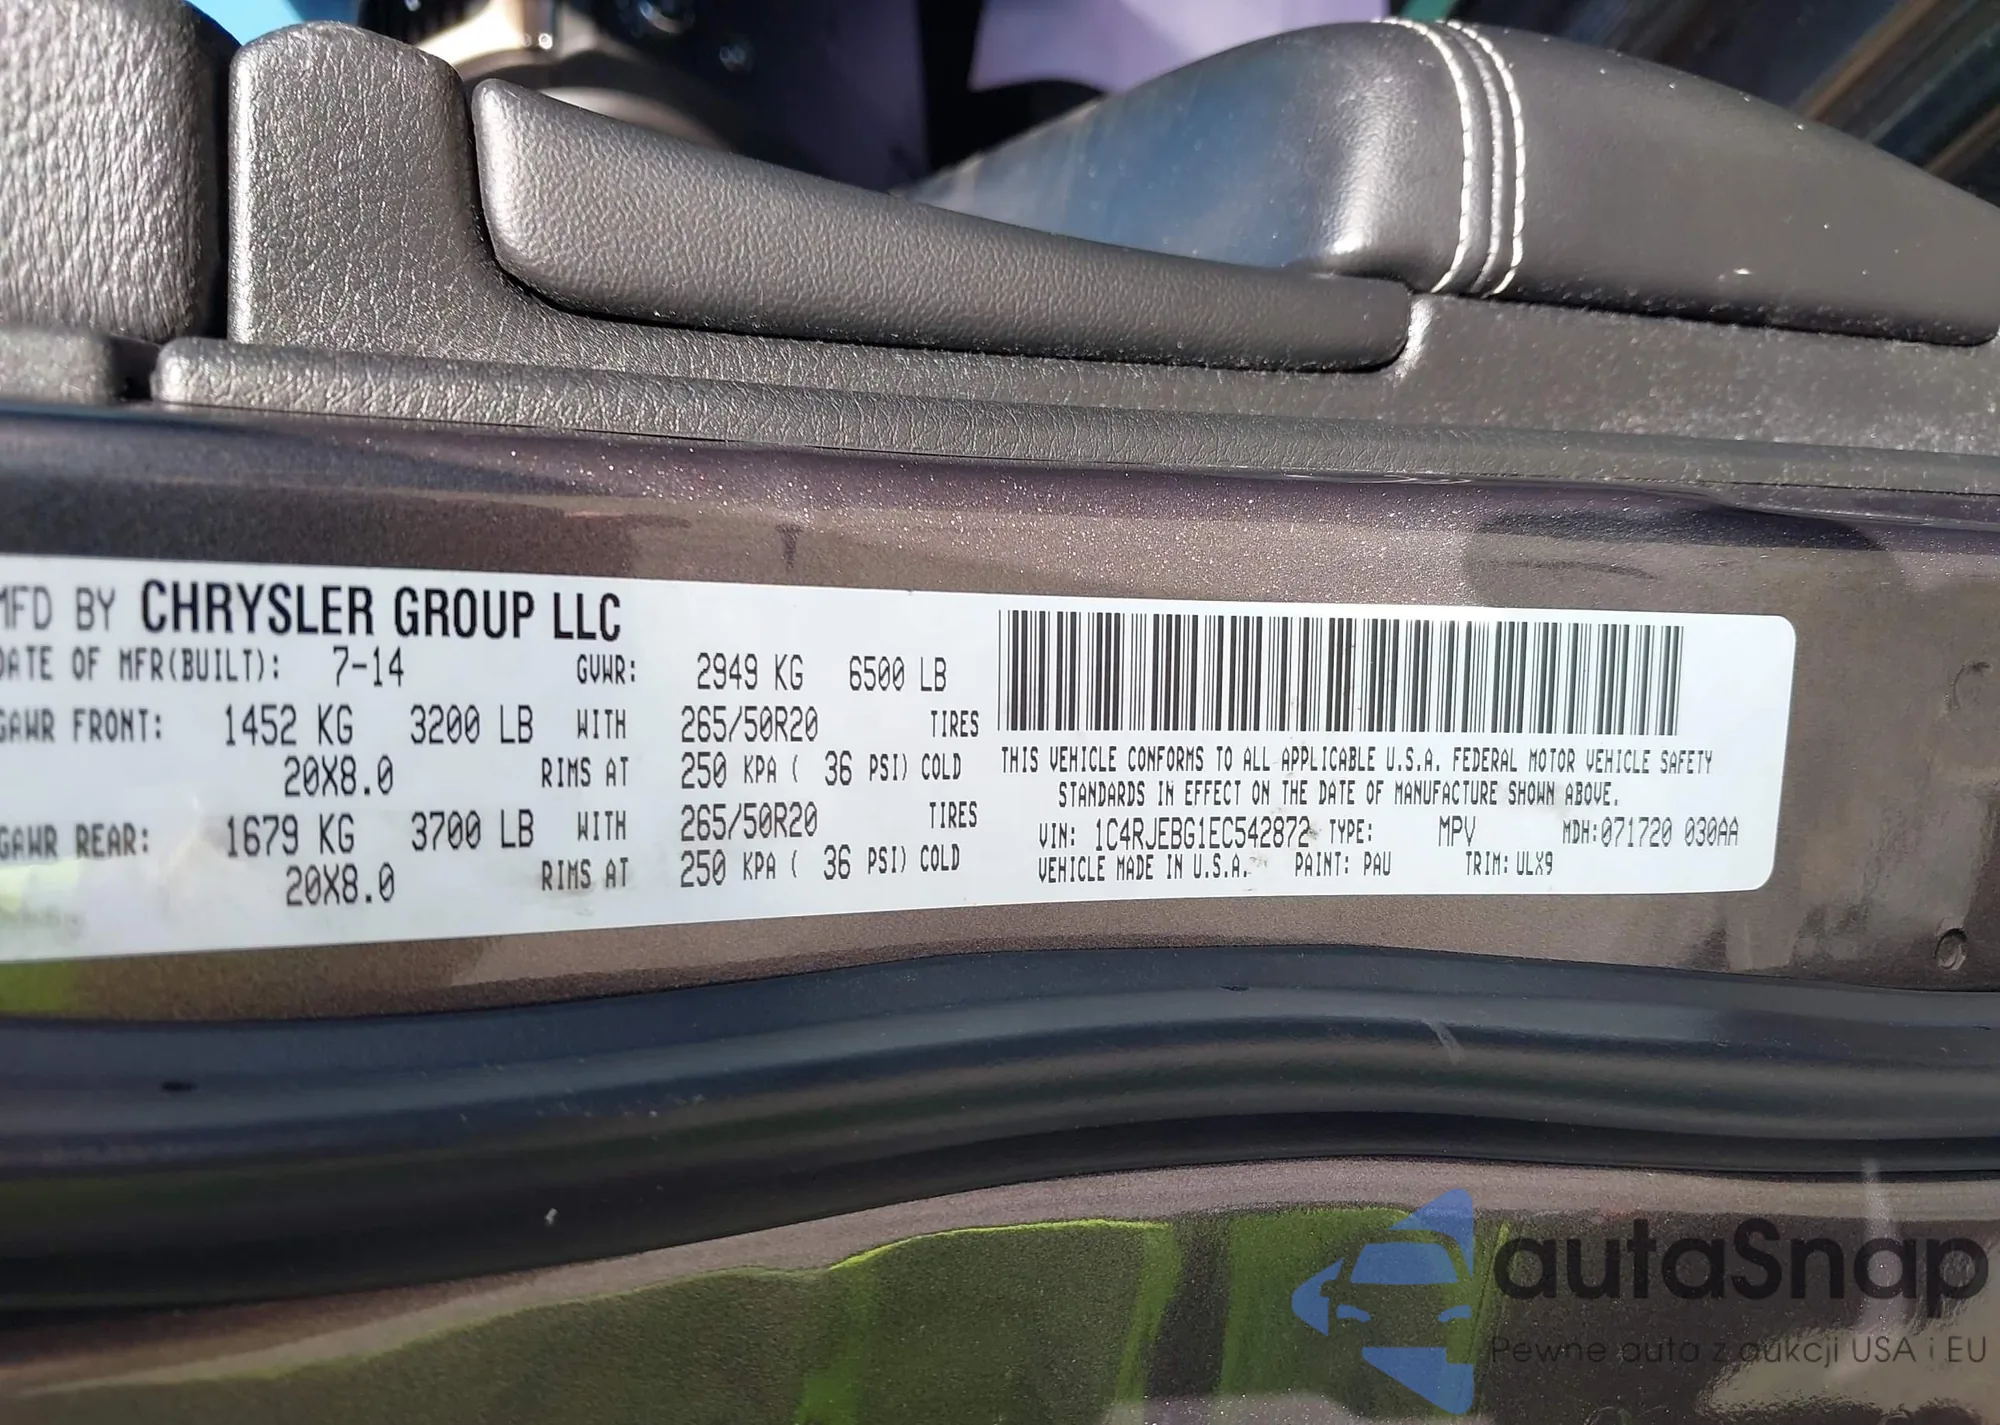 MFD BY CHRYSLER GROUP LLC
DATE OF MFR(BUILT): 7-14 GVWR: 2949 KG 6500 LB
GAWR FRONT: 1452 KG 3200 LB WITH 265/50R20 TIRES
20X8.0 RIMS AT 250 KPA ( 36 PSI) COLD
GAWR REAR: 1679 KG 3700 LB WITH 265/50R20 TIRES
20X8.0 RIMS AT 250 KPA ( 36 PSI) COLD
THIS VEHICLE CONFORMS TO ALL APPLICABLE U.S.A. FEDERAL MOTOR VEHICLE SAFETY
STANDARDS IN EFFECT ON THE DATE OF MANUFACTURE SHOWN ABOVE.
VIN: 1C4RJEBG1EC542872 TYPE: MPV MDH:071720 030AA
VEHICLE MADE IN U.S.A. PAINT: PAU TRIM: ULX9
autaSnap
Pewne auta z aukcji USA i EU